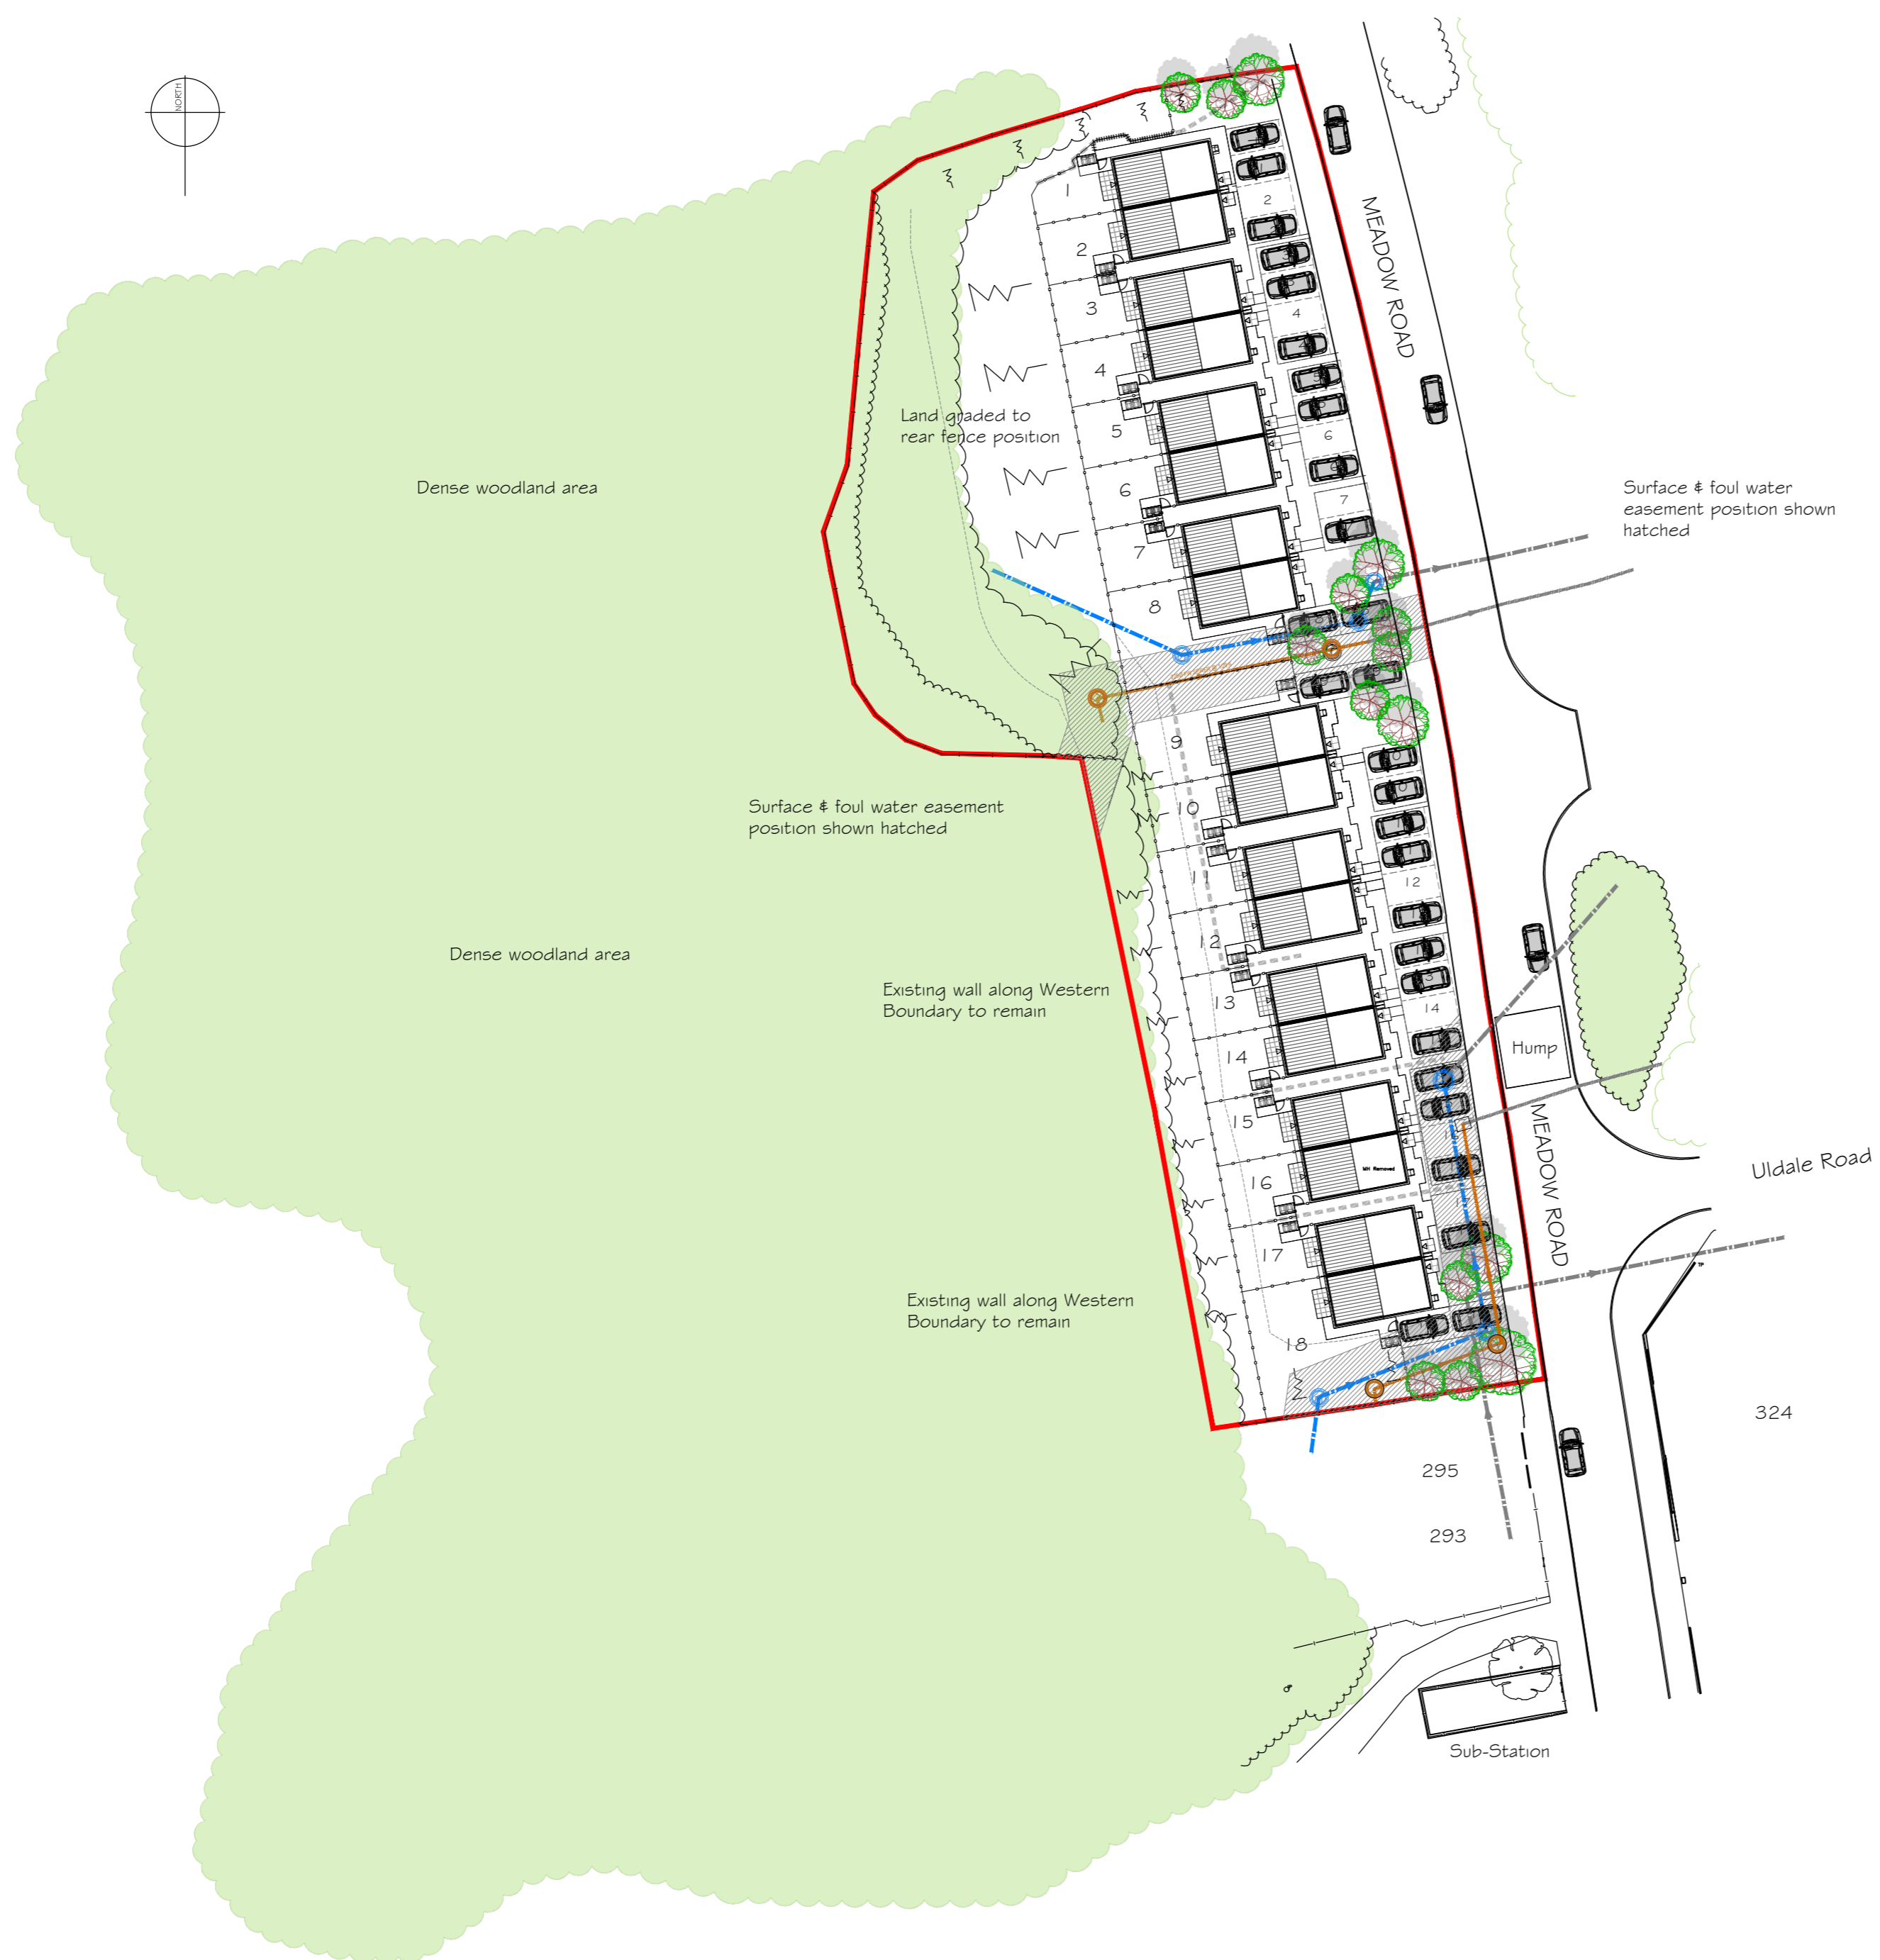 NORTH
MEADOW ROAD
1
2
2
3
4
4
5
6
6
7
7
8
Land graded to
rear fence position
Dense woodland area
Surface & foul water
easement position shown
hatched
9
10
11
12
12
13
14
14
15
16
17
18
Surface & foul water easement
position shown hatched
Dense woodland area
Existing wall along Western
Boundary to remain
Hump
MEADOW ROAD
Uldale Road
MH Removed
Existing wall along Western
Boundary to remain
TP
324
295
293
Sub-Station